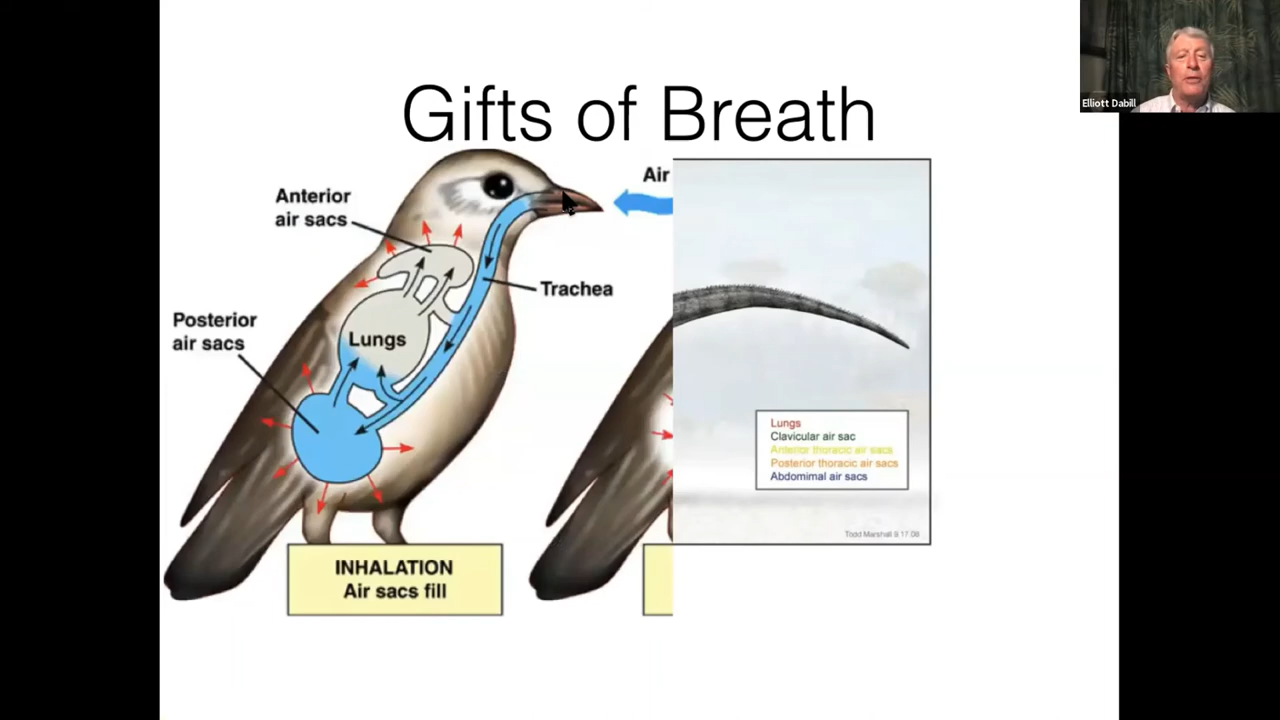 Elliott Dabill
Gifts of Breath
Anterior
air sacs
Air
Trachea
Posterior
air sacs
Lungs
INHALATION
Air sacs fill
Lungs
Clavicular air sac
Anterior thoracic air sacs
Posterior thoracic air sacs
Abdomimal air sacs
Todd Marshall 9.17.08